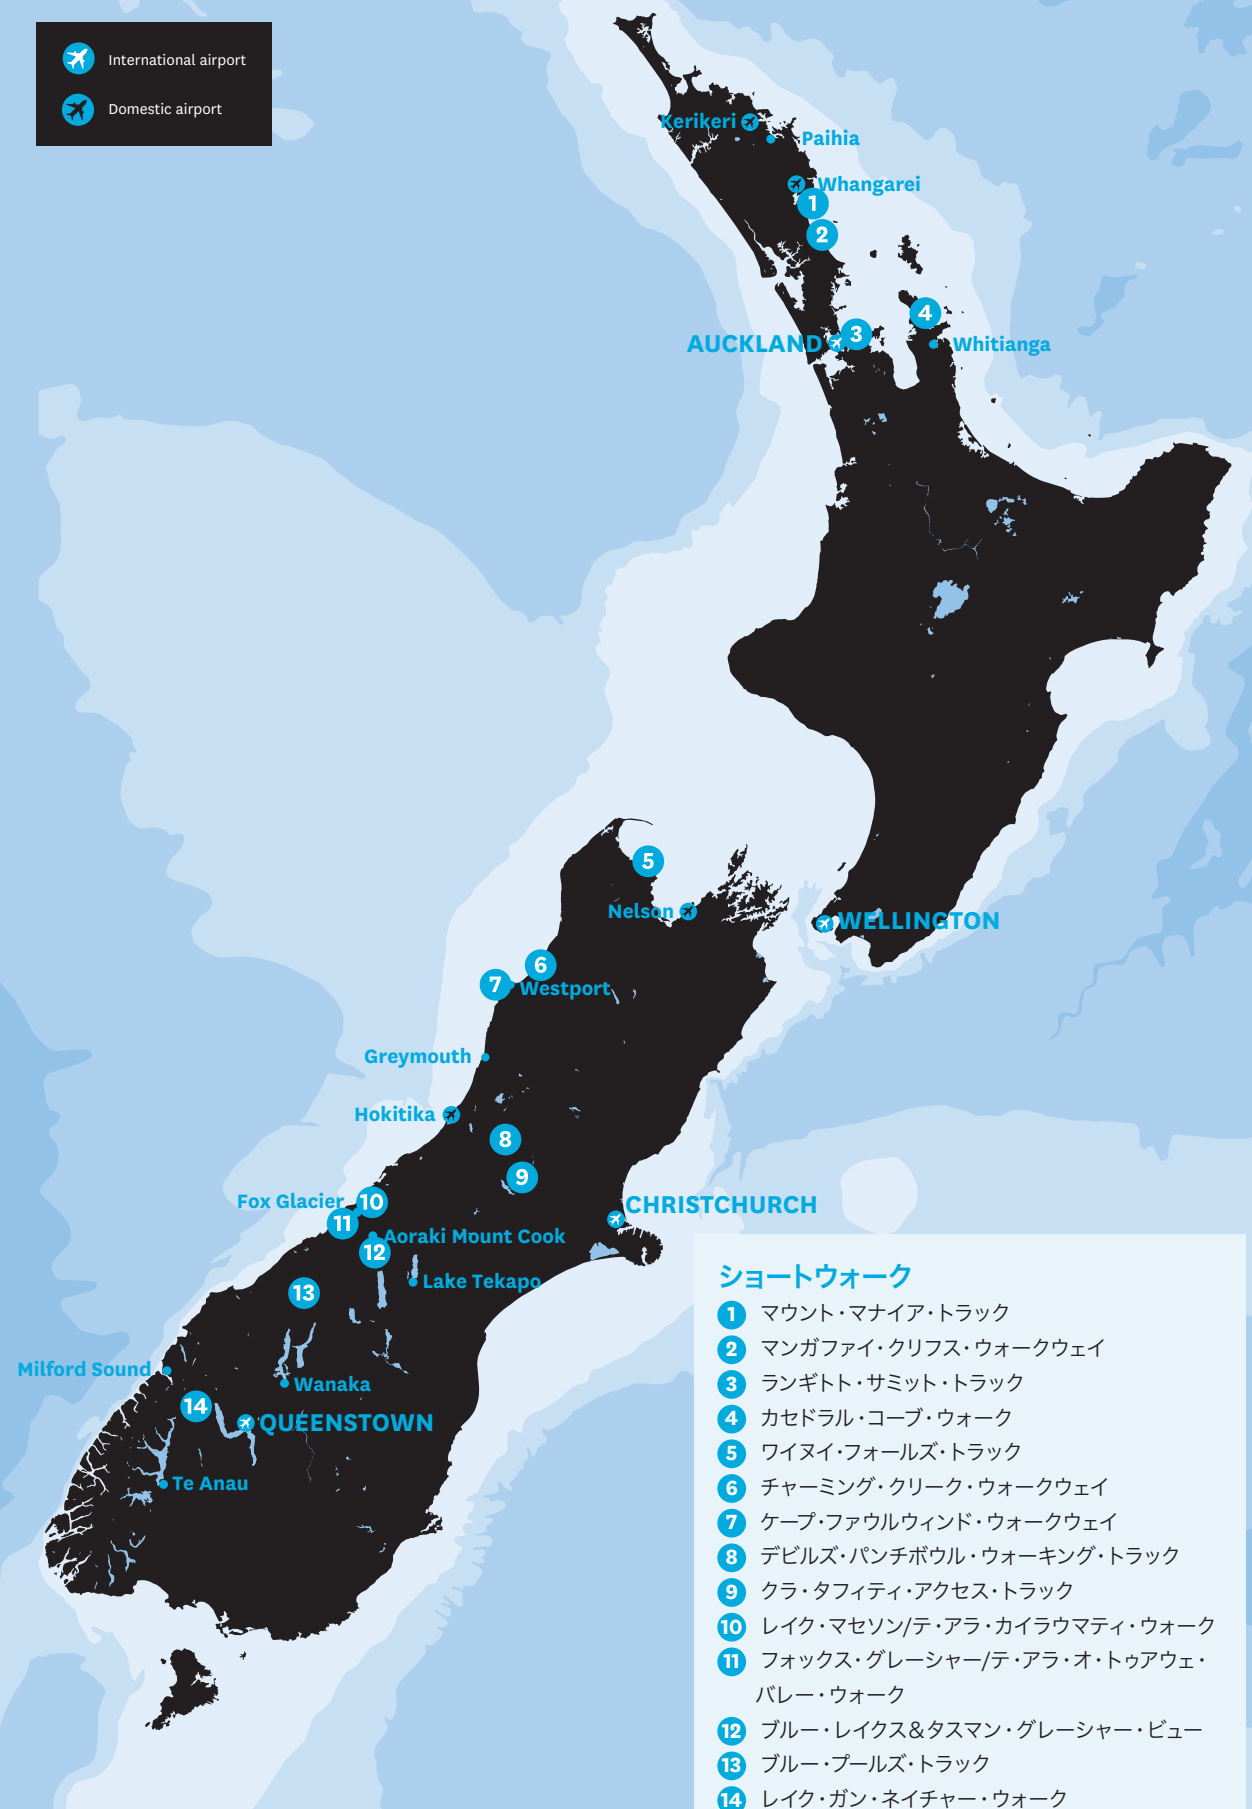 International airport
Domestic airport
Kerikeri
Paihia
Whangarei
1
2
4
3
AUCKLAND
Whitianga
5
Nelson
WELLINGTON
6
7
Westport
Greymouth
Hokitika
8
9
Fox Glacier
10
11
CHRISTCHURCH
Aoraki Mount Cook
12
Lake Tekapo
13
Milford Sound
Wanaka
14
QUEENSTOWN
Te Anau
ショートウォーク
1 マウント・マナイア・トラック
2 マンガファイ・クリフス・ウォークウェイ
3 ランギトト・サミット・トラック
4 カセドラル・コーブ・ウォーク
5 ワイヌイ・フォールズ・トラック
6 チャーミング・クリーク・ウォークウェイ
7 ケープ・ファウルウィンド・ウォークウェイ
8 デビルズ・パンチボウル・ウォーキング・トラック
9 クラ・タフィティ・アクセス・トラック
10 レイク・マセソン/テ・アラ・カイラウマティ・ウォーク
11 フォックス・グレーシャー/テ・アラ・オ・トゥアウェ・
バレー・ウォーク
12 ブルー・レイクス&タスマン・グレーシャー・ビュー
13 ブルー・プールズ・トラック
14 レイク・ガン・ネイチャー・ウォーク